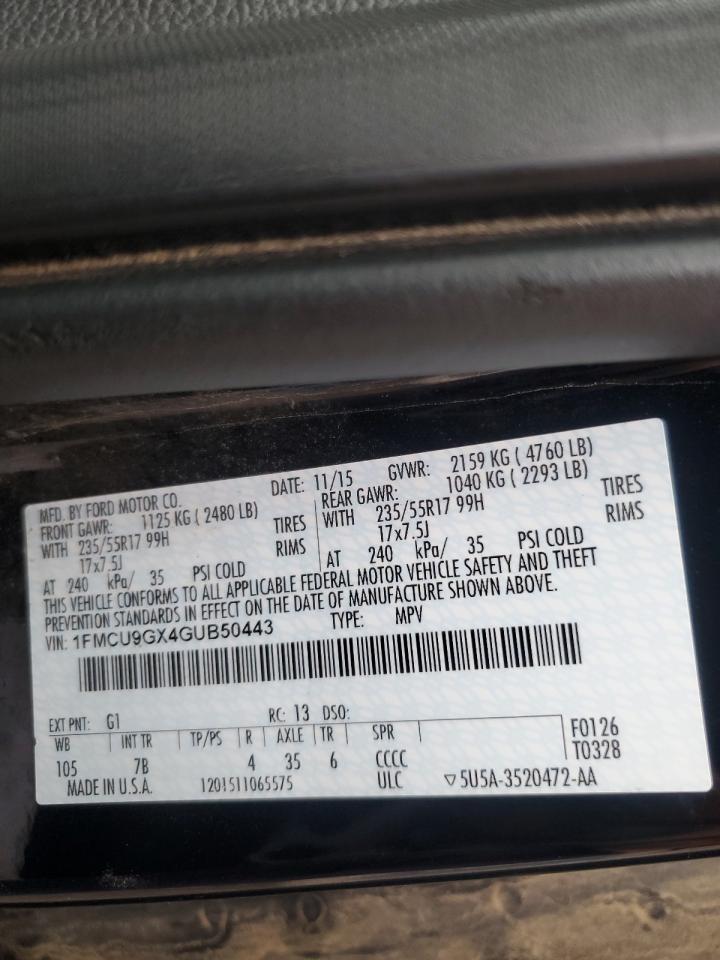 MFD. BY FORD MOTOR CO. DATE: 11/15 GVWR: 2159 KG ( 4760 LB)
FRONT GAWR: 1125 KG ( 2480 LB) REAR GAWR: 1040 KG ( 2293 LB)
WITH 235/55R17 99H TIRES WITH 235/55R17 99H TIRES
17x7.5J RIMS 17x7.5J RIMS
AT 240 kPa/ 35 PSI COLD AT 240 kPa/ 35 PSI COLD
THIS VEHICLE CONFORMS TO ALL APPLICABLE FEDERAL MOTOR VEHICLE SAFETY AND THEFT
PREVENTION STANDARDS IN EFFECT ON THE DATE OF MANUFACTURE SHOWN ABOVE.
VIN: 1FMCU9GX4GUB50443 TYPE: MPV
EXT PNT: G1 RC: 13 DSO:
WB INT TR TP/PS R AXLE TR SPR F0126
105 7B 4 35 6 CCCC T0328
MADE IN U.S.A. 1201511065575 ULC ▽5U5A-3520472-AA